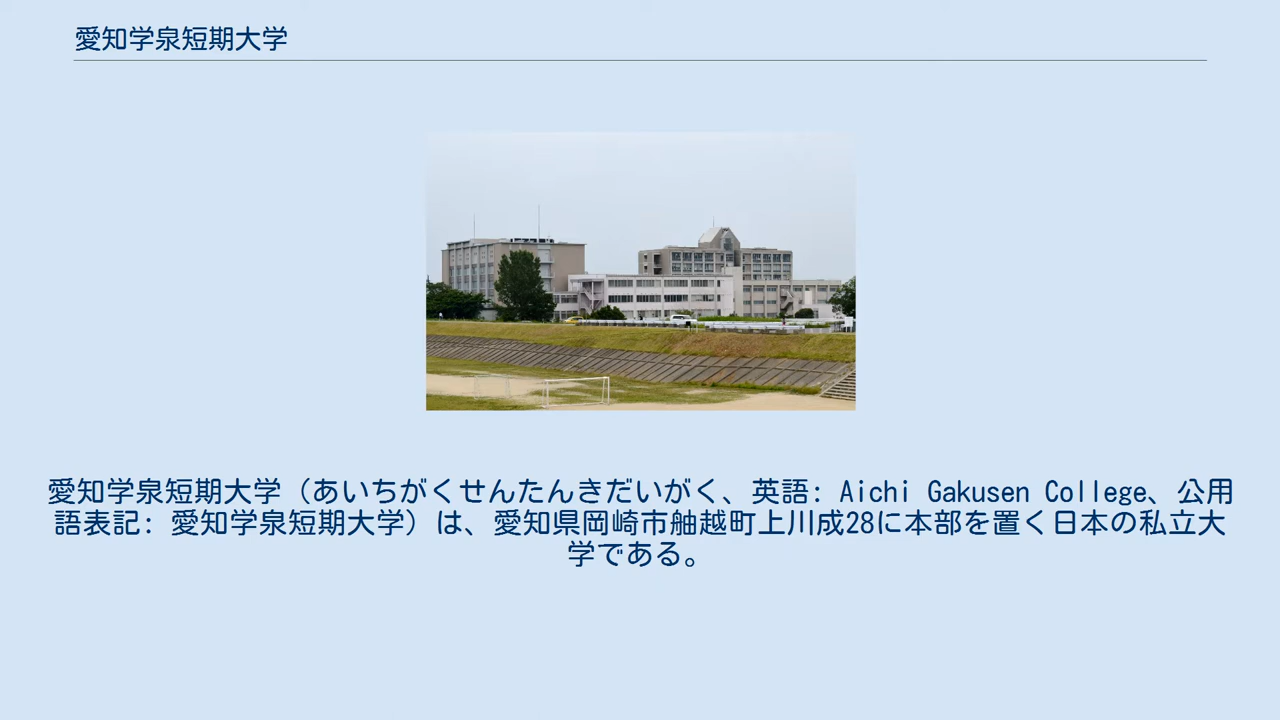 愛知学泉短期大学
愛知学泉短期大学（あいちがくせんたんきだいがく、英語: Aichi Gakusen College、公用
語表記: 愛知学泉短期大学）は、愛知県岡崎市舳越町上川成28に本部を置く日本の私立大
学である。